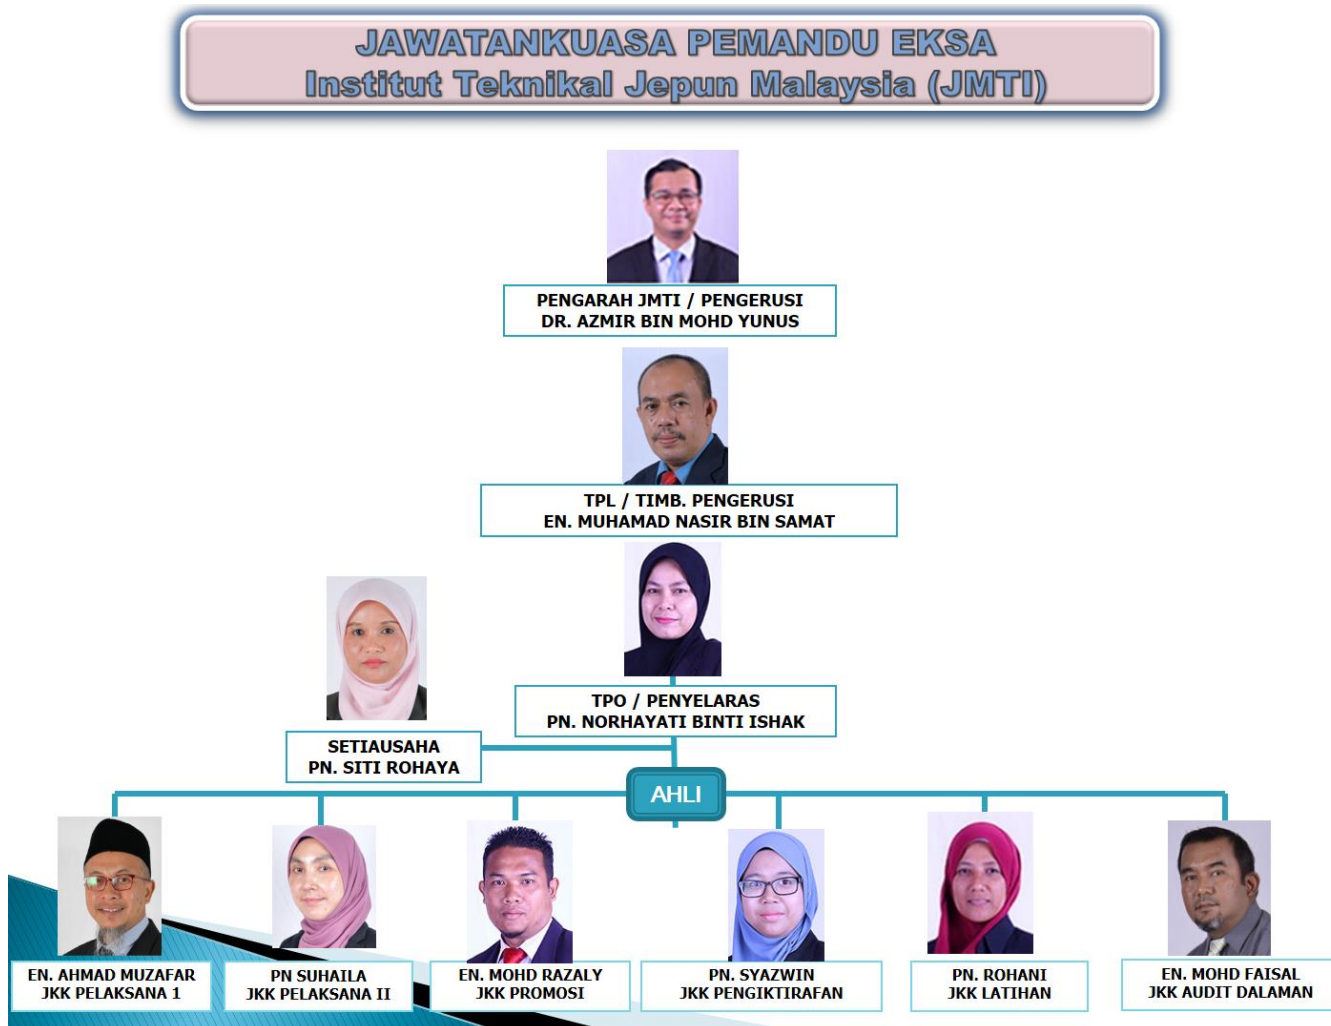 JAWATANKUASA PEMANDU EKSA
Institut Teknikal Jepun Malaysia (JMTI)
PENGARAH JMTI / PENGERUSI
DR. AZMIR BIN MOHD YUNUS
TPL / TIMB. PENGERUSI
EN. MUHAMAD NASIR BIN SAMAT
TPO / PENYELARAS
PN. NORHAYATI BINTI ISHAK
SETIAUSAHA
PN. SITI ROHAYA
AHLI
EN. AHMAD MUZAFAR
JKK PELAKSANA 1
PN SUHAILA
JKK PELAKSANA II
EN. MOHD RAZALY
JKK PROMOSI
PN. SYAZWIN
JKK PENGIKTIRAFAN
PN. ROHANI
JKK LATIHAN
EN. MOHD FAISAL
JKK AUDIT DALAMAN